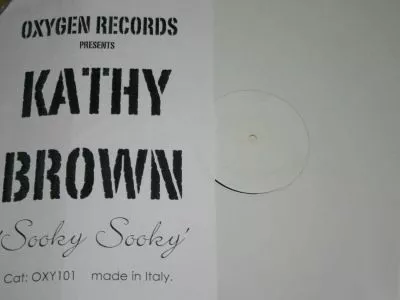 OXYGEN RECORDS
PRESENTS
KATHY
BROWN
'Sooky Sooky'
Cat: OXY101 made in Italy.